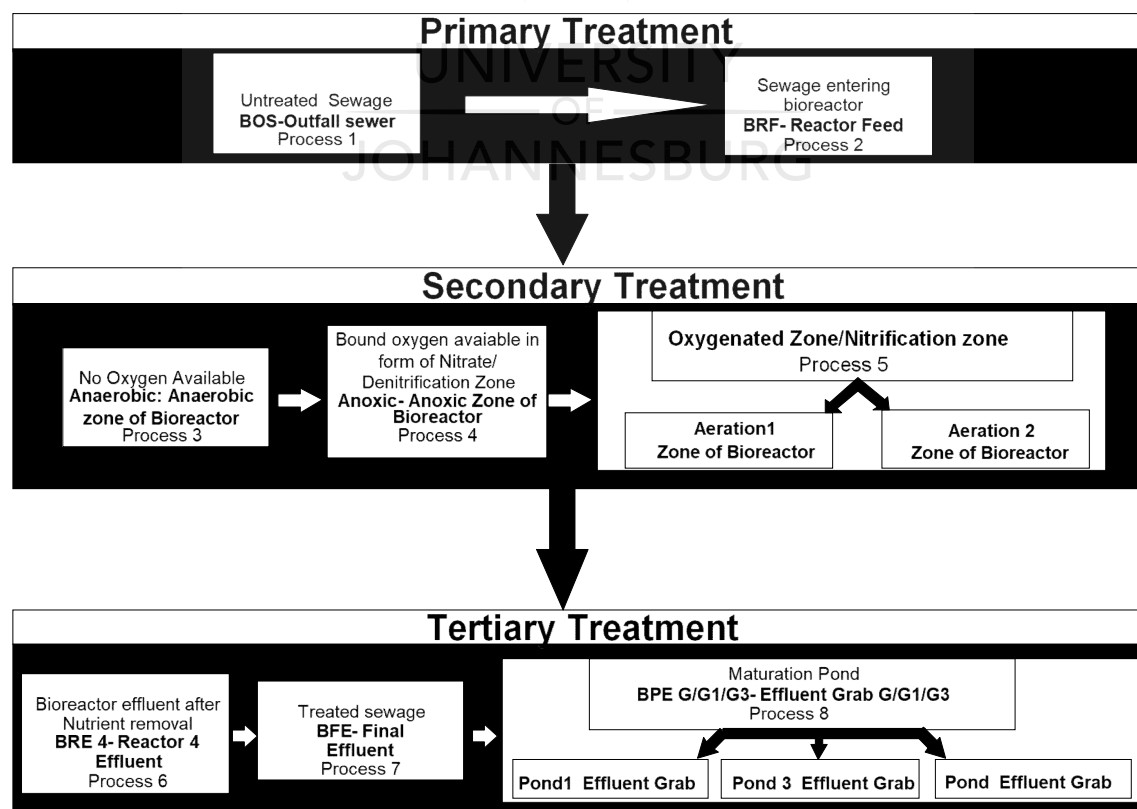 Primary Treatment
UNIVERSITY
OF
JOHANNESBURG
Untreated Sewage
BOS-Outfall sewer
Process 1
Sewage entering
bioreactor
BRF- Reactor Feed
Process 2
Secondary Treatment
No Oxygen Available
Anaerobic: Anaerobic
zone of Bioreactor
Process 3
Bound oxygen avaiable in
form of Nitrate/
Denitrification Zone
Anoxic- Anoxic Zone of
Bioreactor
Process 4
Oxygenated Zone/Nitrification zone
Process 5
Aeration1
Zone of Bioreactor
Aeration 2
Zone of Bioreactor
Tertiary Treatment
Bioreactor effluent after
Nutrient removal
BRE 4- Reactor 4
Effluent
Process 6
Treated sewage
BFE- Final
Effluent
Process 7
Maturation Pond
BPE G/G1/G3- Effluent Grab G/G1/G3
Process 8
Pond1 Effluent Grab
Pond 3 Effluent Grab
Pond Effluent Grab